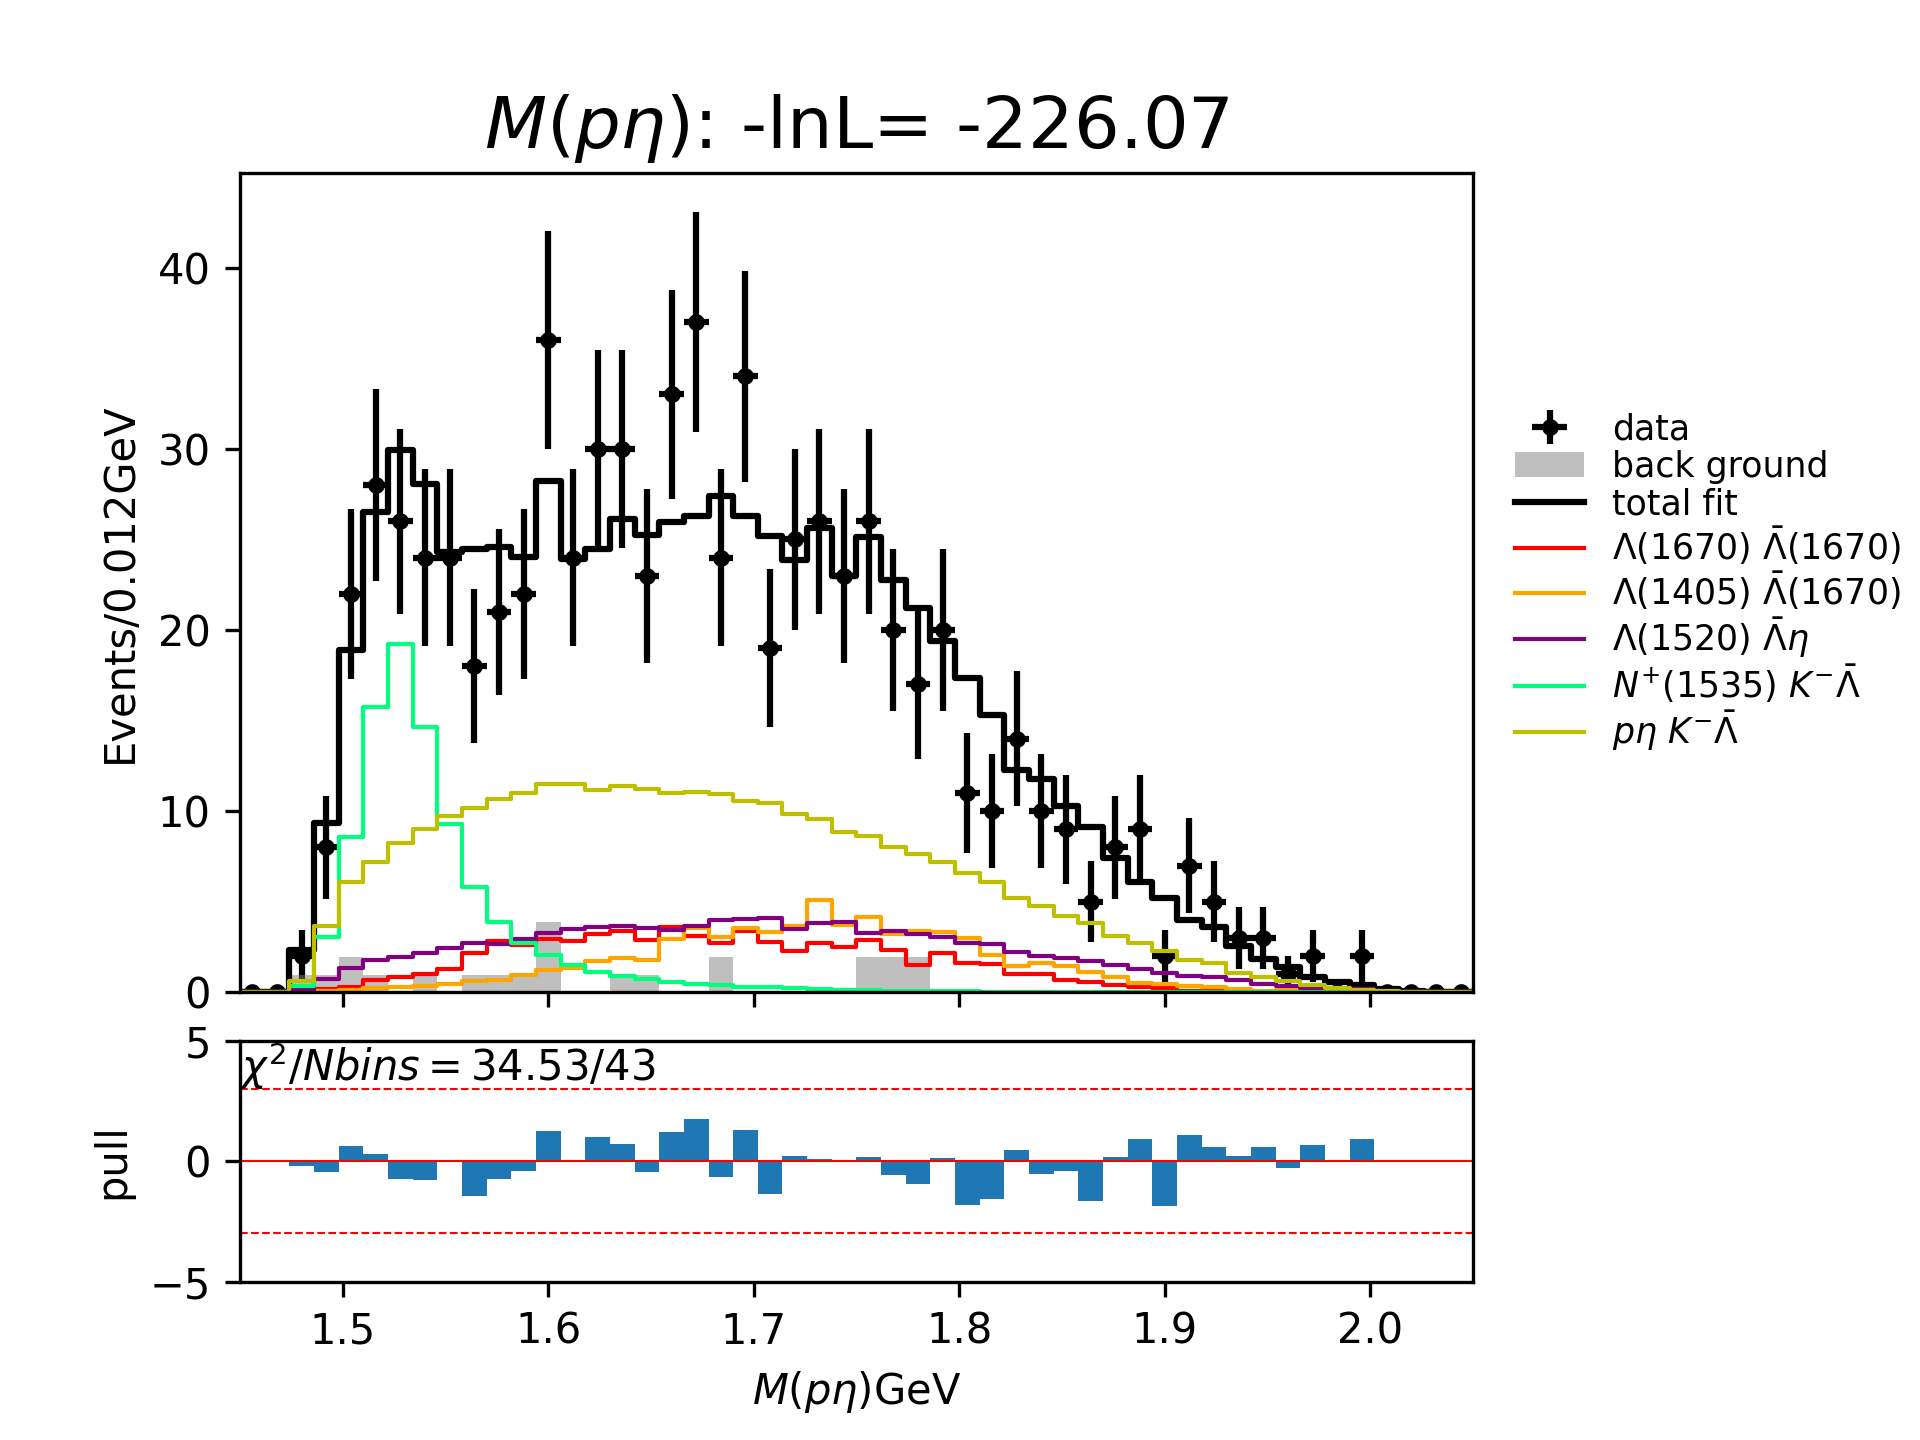 M(pη): -lnL= -226.07
Events/0.012GeV
40
30
20
10
0
data
back ground
total fit
Λ(1670) Λ̄(1670)
Λ(1405) Λ̄(1670)
Λ(1520) Λ̄η
N⁺(1535) K⁻Λ̄
pη K⁻Λ̄
χ²/Nbins = 34.53/43
pull
5
0
−5
1.5 1.6 1.7 1.8 1.9 2.0
M(pη)GeV